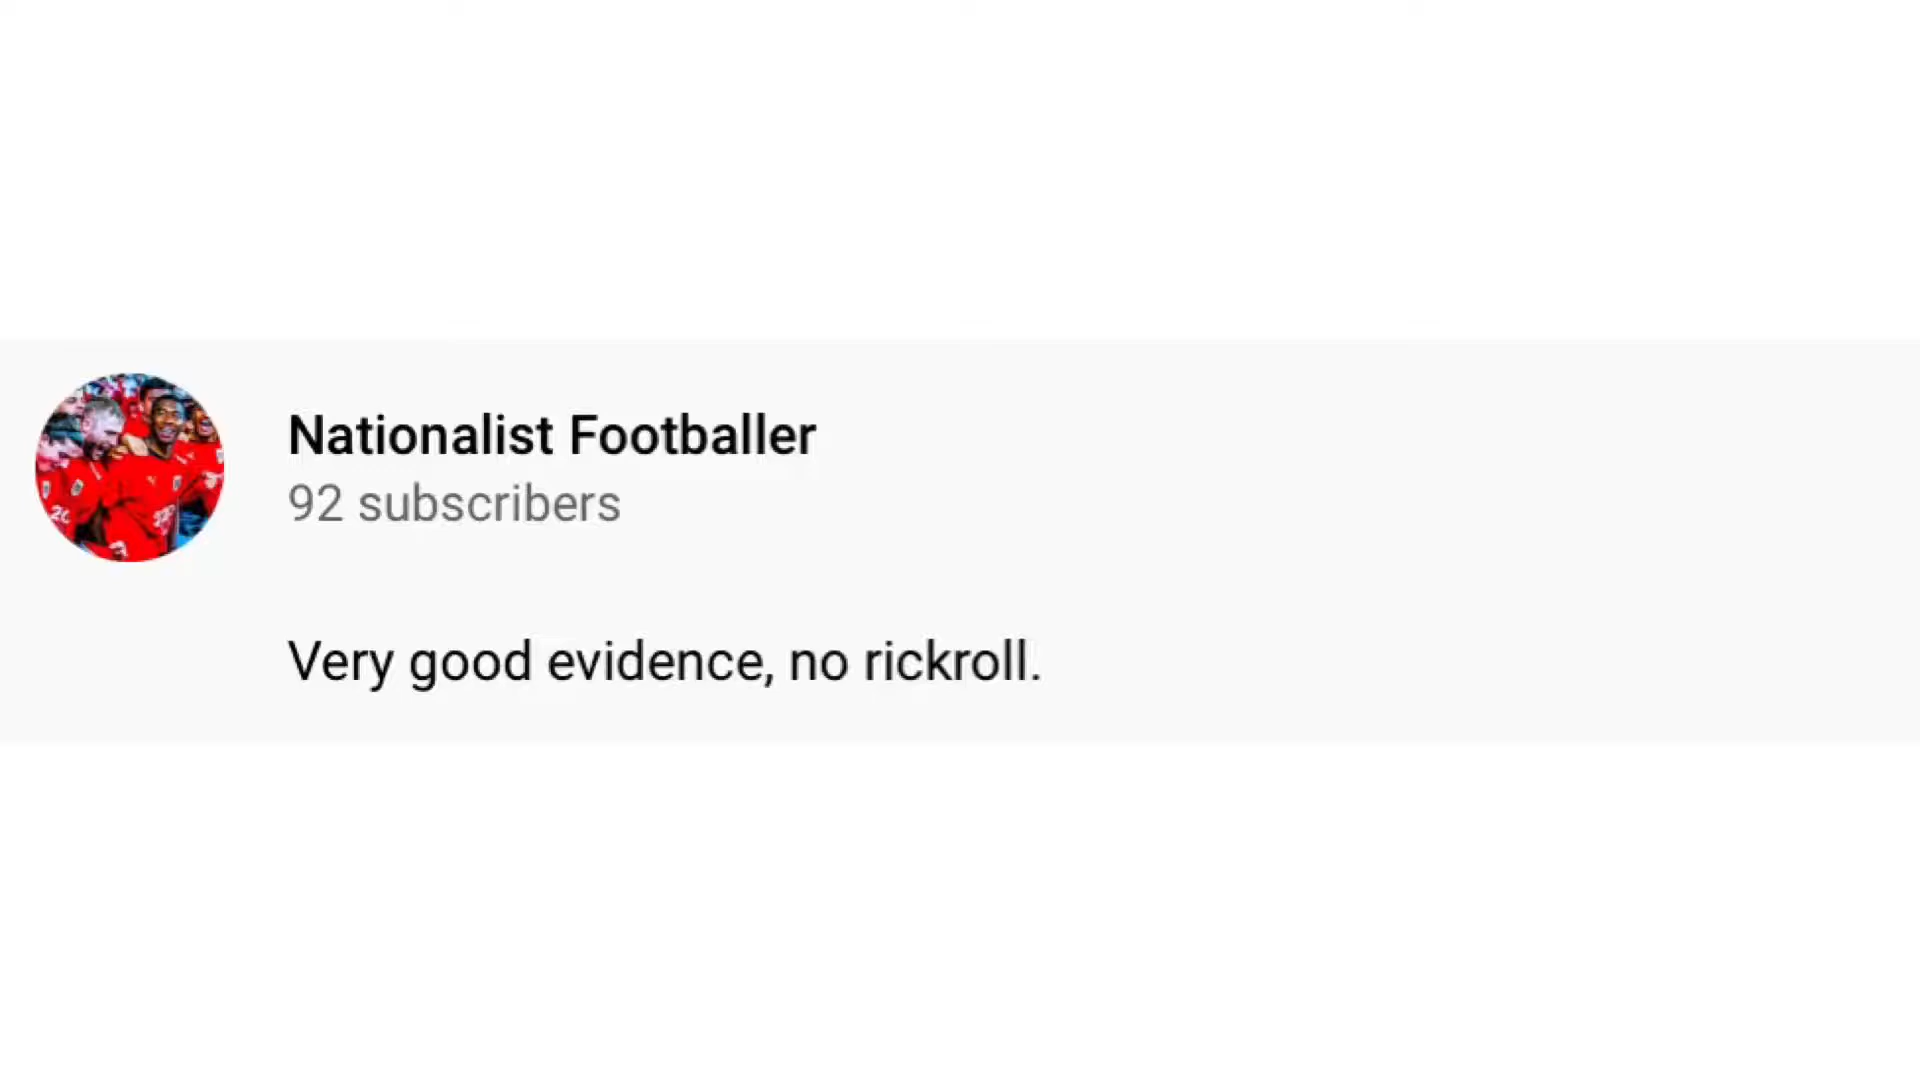 Nationalist Footballer
92 subscribers
Very good evidence, no rickroll.